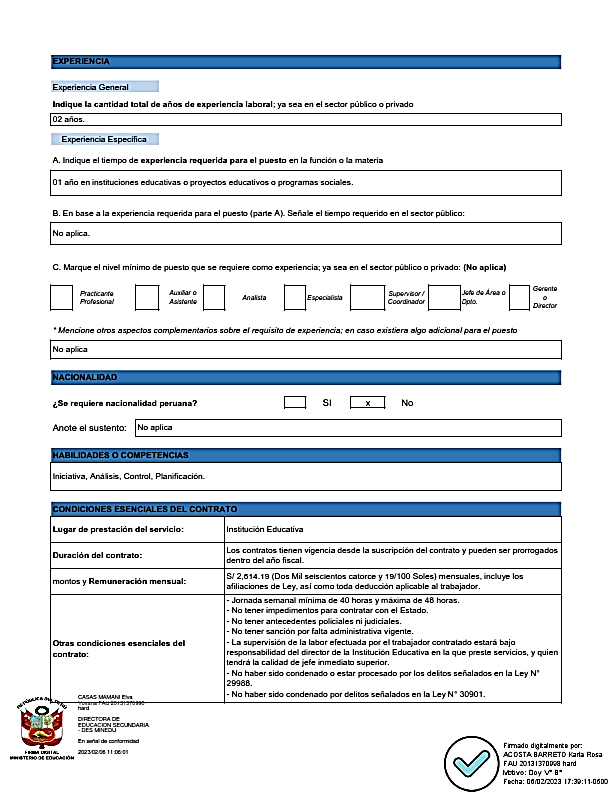 EXPERIENCIA
Experiencia General
Indique la cantidad total de años de experiencia laboral; ya sea en el sector público o privado
02 años.
Experiencia Específica
A. Indique el tiempo de experiencia requerida para el puesto en la función o la materia
01 año en instituciones educativas o proyectos educativos o programas sociales.
B. En base a la experiencia requerida para el puesto (parte A). Señale el tiempo requerido en el sector público:
No aplica.
C. Marque el nivel mínimo de puesto que se requiere como experiencia; ya sea en el sector público o privado: (No aplica)
Practicante Profesional
Auxiliar o Asistente
Analista
Especialista
Supervisor / Coordinador
Jefe de Área o Dpto.
Gerente o Director
* Mencione otros aspectos complementarios sobre el requisito de experiencia; en caso existiera algo adicional para el puesto
No aplica
NACIONALIDAD
¿Se requiere nacionalidad peruana? SI x No
Anote el sustento: No aplica
HABILIDADES O COMPETENCIAS
Iniciativa, Análisis, Control, Planificación.
CONDICIONES ESENCIALES DEL CONTRATO
Lugar de prestación del servicio: Institución Educativa
Duración del contrato:
Los contratos tienen vigencia desde la suscripción del contrato y pueden ser prorrogados
dentro del año fiscal.
montos y Remuneración mensual:
S/ 2,614.19 (Dos Mil seiscientos catorce y 19/100 Soles) mensuales, incluye los
afiliaciones de Ley, así como toda deducción aplicable al trabajador.
Otras condiciones esenciales del
contrato:
- Jornada semanal mínima de 40 horas y máxima de 48 horas.
- No tener impedimentos para contratar con el Estado.
- No tener antecedentes policiales ni judiciales.
- No tener sanción por falta administrativa vigente.
- La supervisión de la labor efectuada por el trabajador contratado estará bajo
responsabilidad del director de la Institución Educativa en la que preste servicios, y quien
tendrá la calidad de jefe inmediato superior.
- No haber sido condenado o estar procesado por los delitos señalados en la Ley N°
29988.
- No haber sido condenado por delitos señalados en la Ley N° 30901.
REPÚBLICA DEL PERÚ
FIRMA DIGITAL
MINISTERIO DE EDUCACIÓN
CASAS MAMANI Elva
FAU 20131370998
hard
DIRECTORA DE
EDUCACION SECUNDARIA
- DES MINEDU
En señal de conformidad
2023/02/06 11:06:01
Firmado digitalmente por:
ACOSTA BARRETO Karla Rosa
FAU 20131370998 hard
Motivo: Doy V° B°
Fecha: 06/02/2023 17:39:11-0500